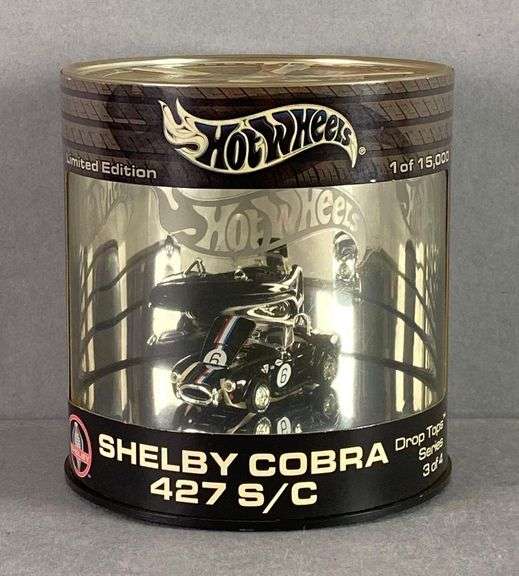 HOT WHEELS
Limited Edition
1 of 15,000
HOT WHEELS
6
6
SHELBY COBRA
427 S/C
Drop Tops™
Series
3 of 4